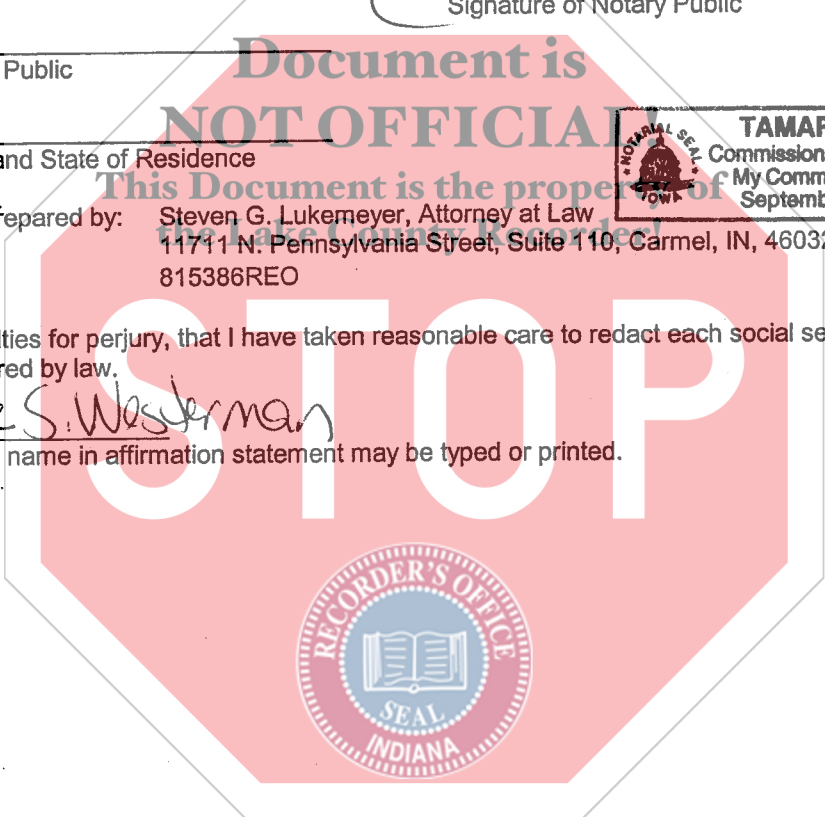 Signature of Notary Public
Public
Document is
NOT OFFICIAL!
This Document is the property of
the Lake County Recorder!
and State of Residence
NOTARIAL SEAL
IOWA
TAMAR
Commission
My Comm
Septemb
repared by: Steven G. Lukemeyer, Attorney at Law
11711 N. Pennsylvania Street, Suite 110, Carmel, IN, 46032
815386REO
lties for perjury, that I have taken reasonable care to redact each social se
red by law.
S. Westerman
name in affirmation statement may be typed or printed.
STOP
RECORDER'S OFFICE
SEAL
INDIANA